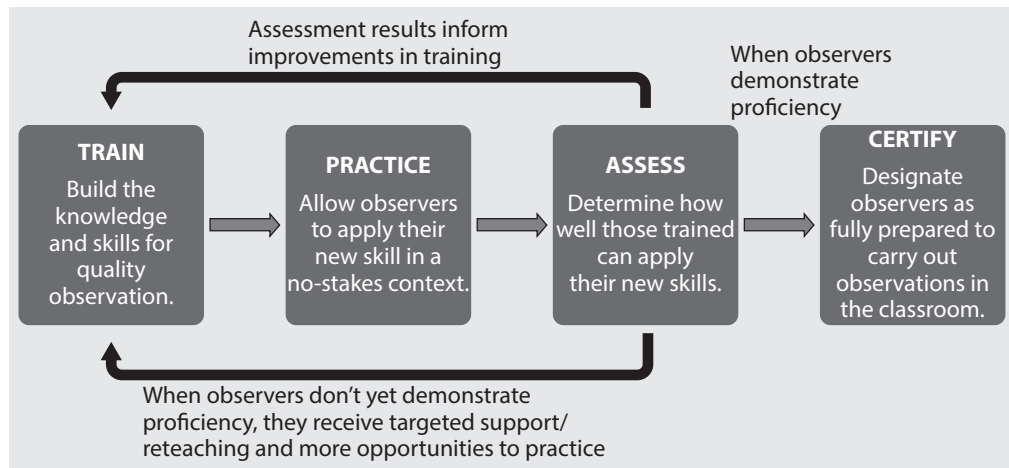 Assessment results inform
improvements in training
When observers
demonstrate
proficiency
TRAIN
Build the
knowledge
and skills for
quality
observation.
PRACTICE
Allow observers
to apply their
new skill in a
no-stakes context.
ASSESS
Determine how
well those trained
can apply
their new skills.
CERTIFY
Designate
observers as
fully prepared to
carry out
observations in
the classroom.
When observers don’t yet demonstrate
proficiency, they receive targeted support/
reteaching and more opportunities to practice